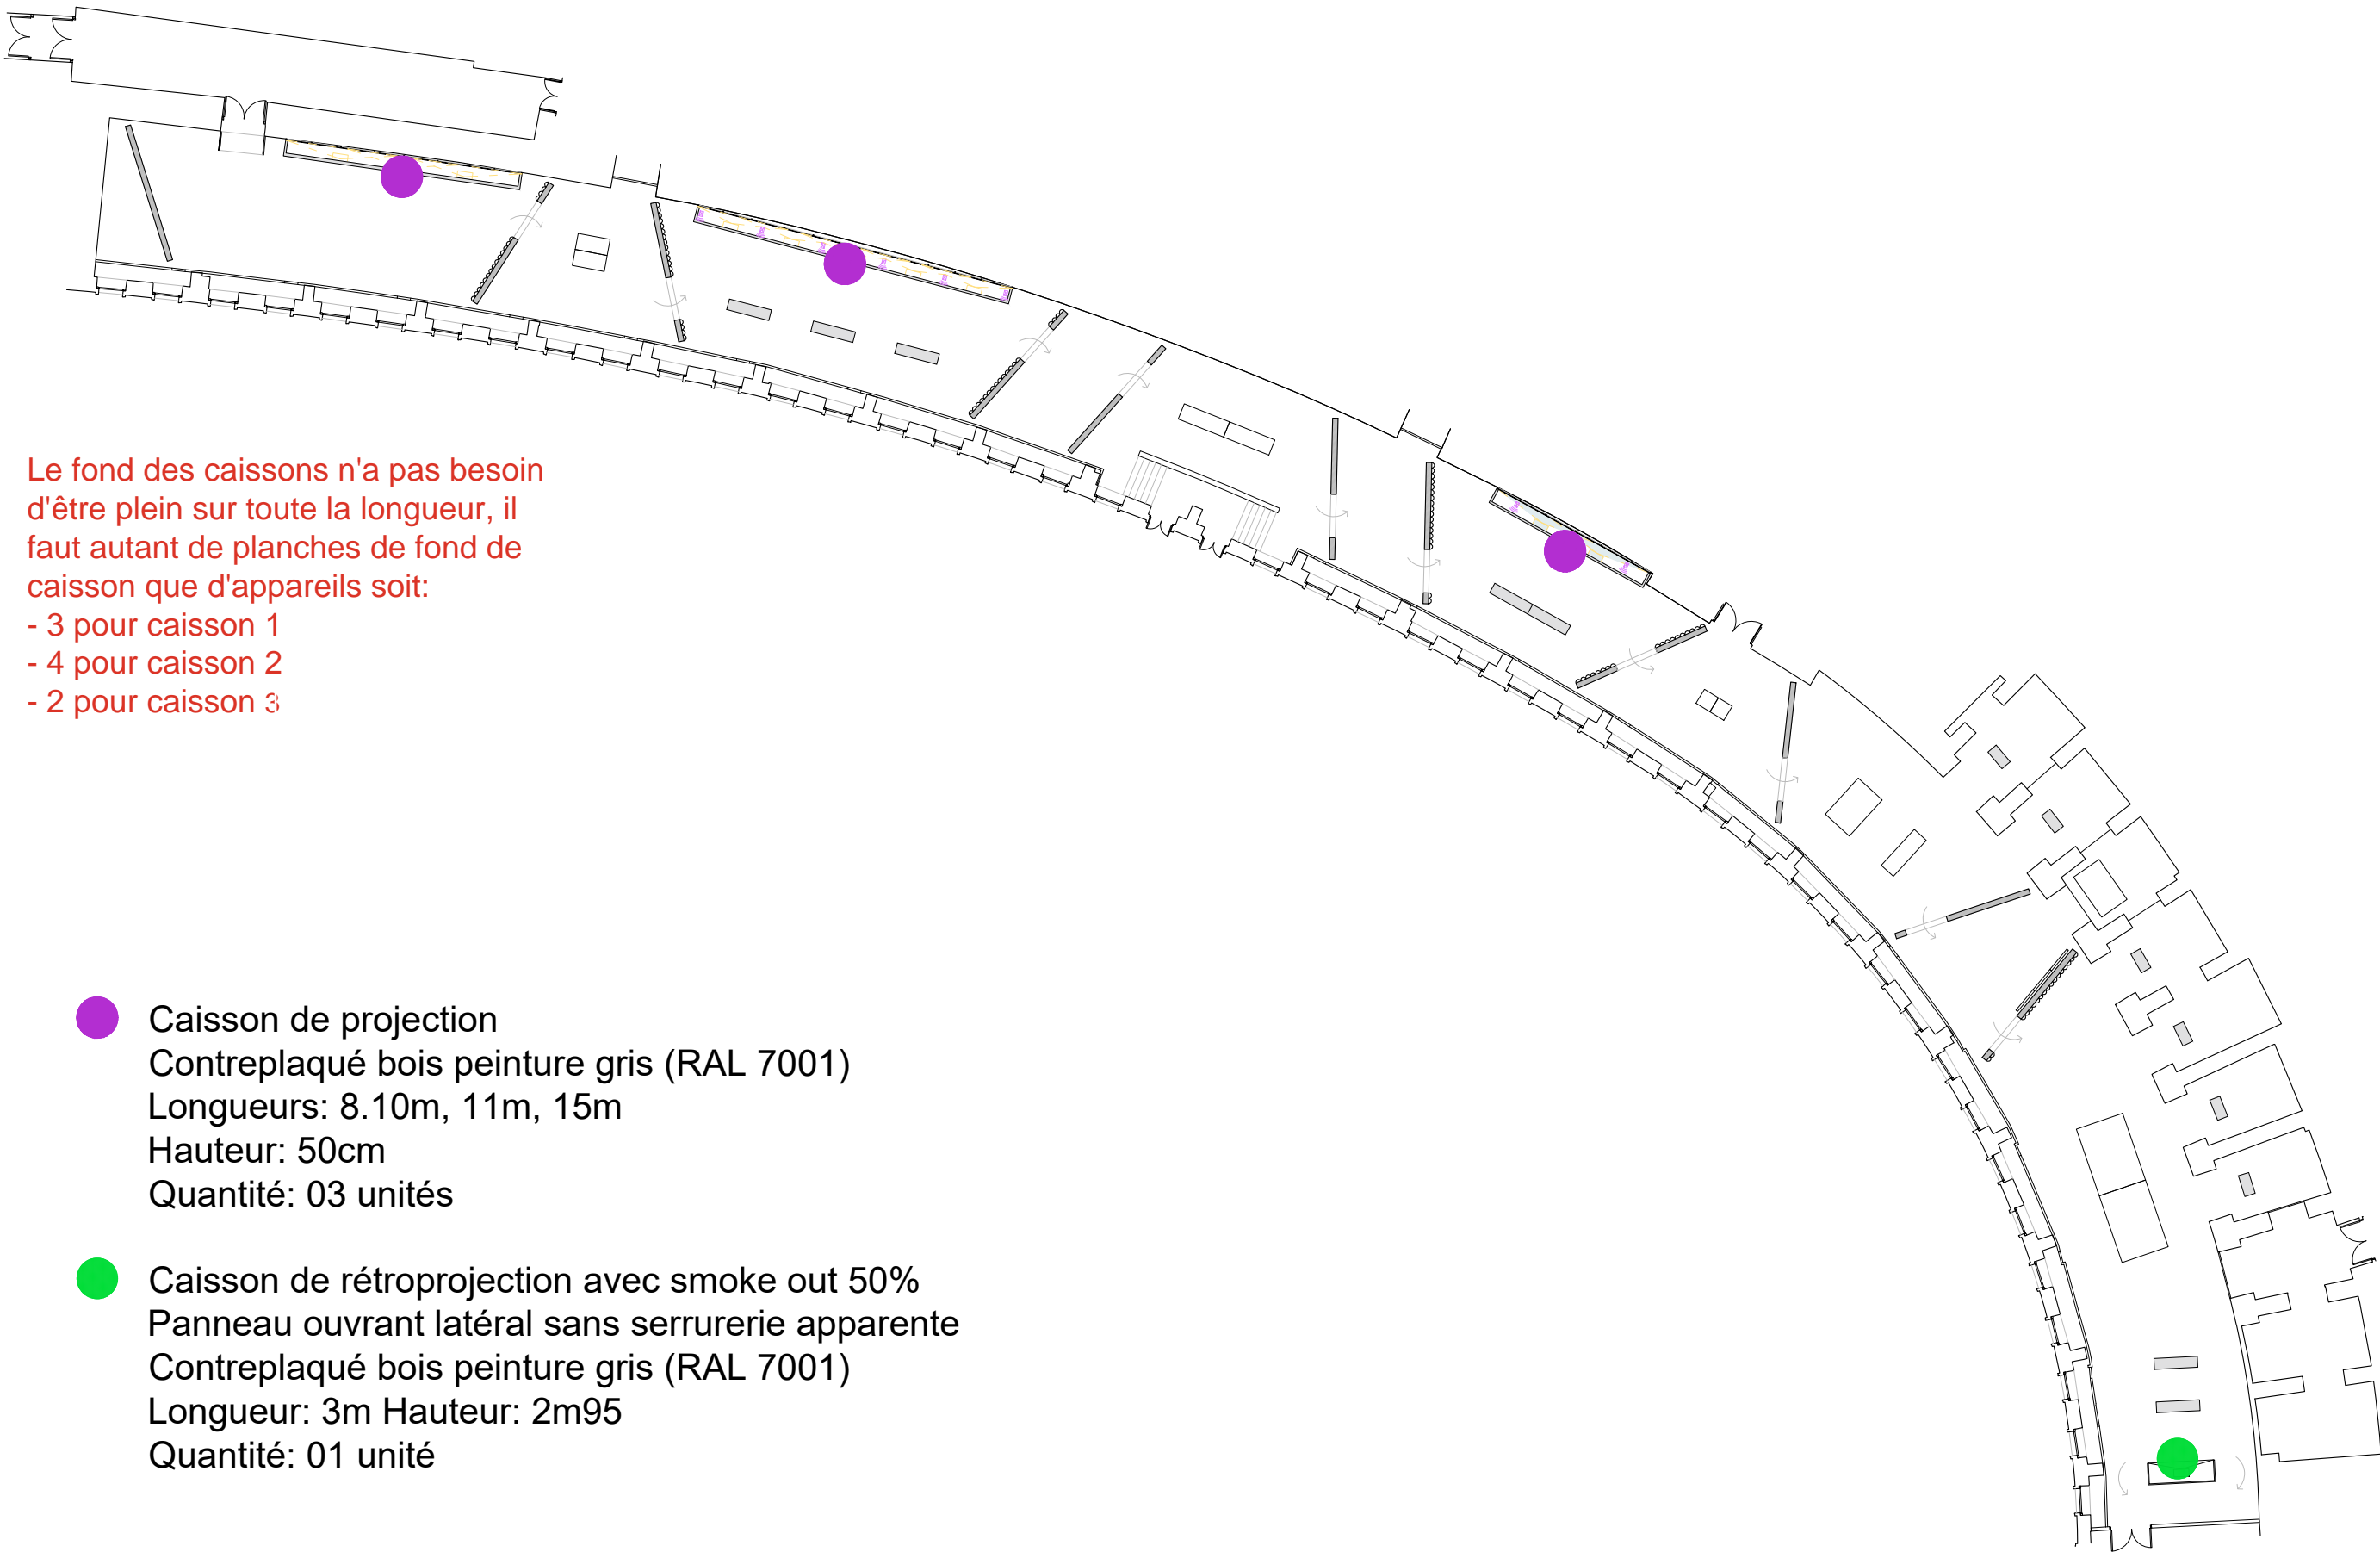 Le fond des caissons n'a pas besoin
d'être plein sur toute la longueur, il
faut autant de planches de fond de
caisson que d'appareils soit:
- 3 pour caisson 1
- 4 pour caisson 2
- 2 pour caisson 3
Caisson de projection
Contreplaqué bois peinture gris (RAL 7001)
Longueurs: 8.10m, 11m, 15m
Hauteur: 50cm
Quantité: 03 unités
Caisson de rétroprojection avec smoke out 50%
Panneau ouvrant latéral sans serrurerie apparente
Contreplaqué bois peinture gris (RAL 7001)
Longueur: 3m Hauteur: 2m95
Quantité: 01 unité